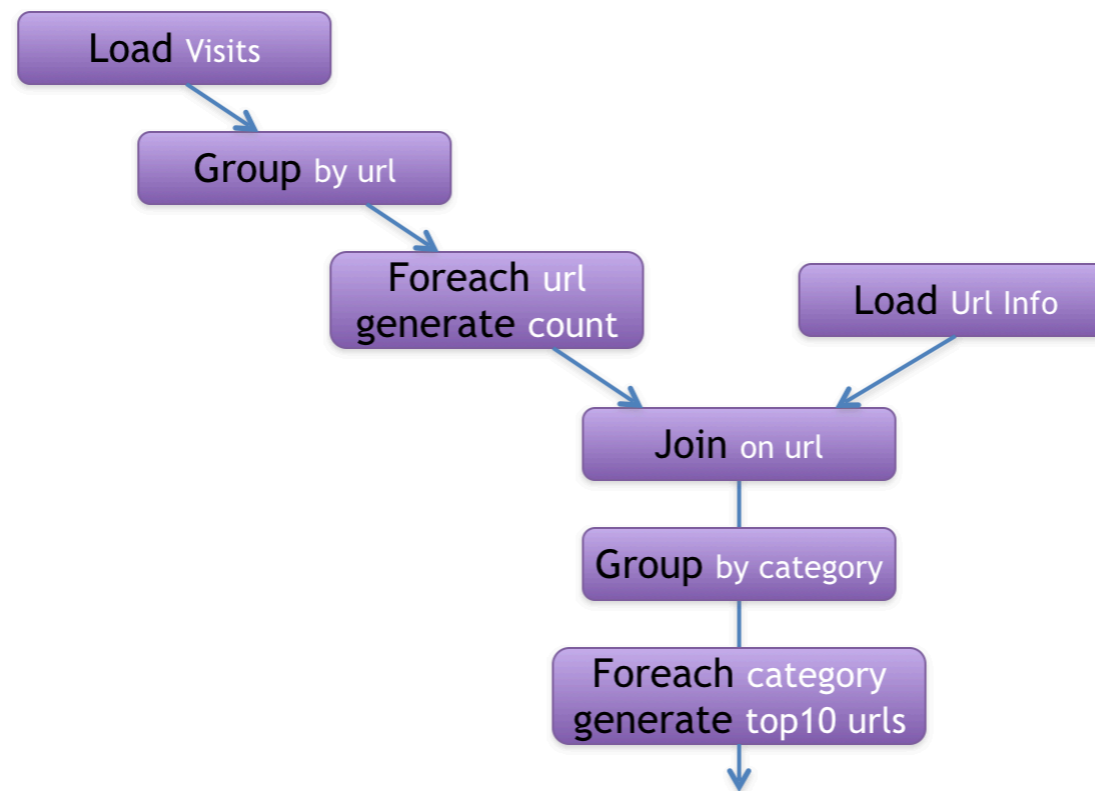 Load Visits
Group by url
Foreach url
generate count
Load Url Info
Join on url
Group by category
Foreach category
generate top10 urls